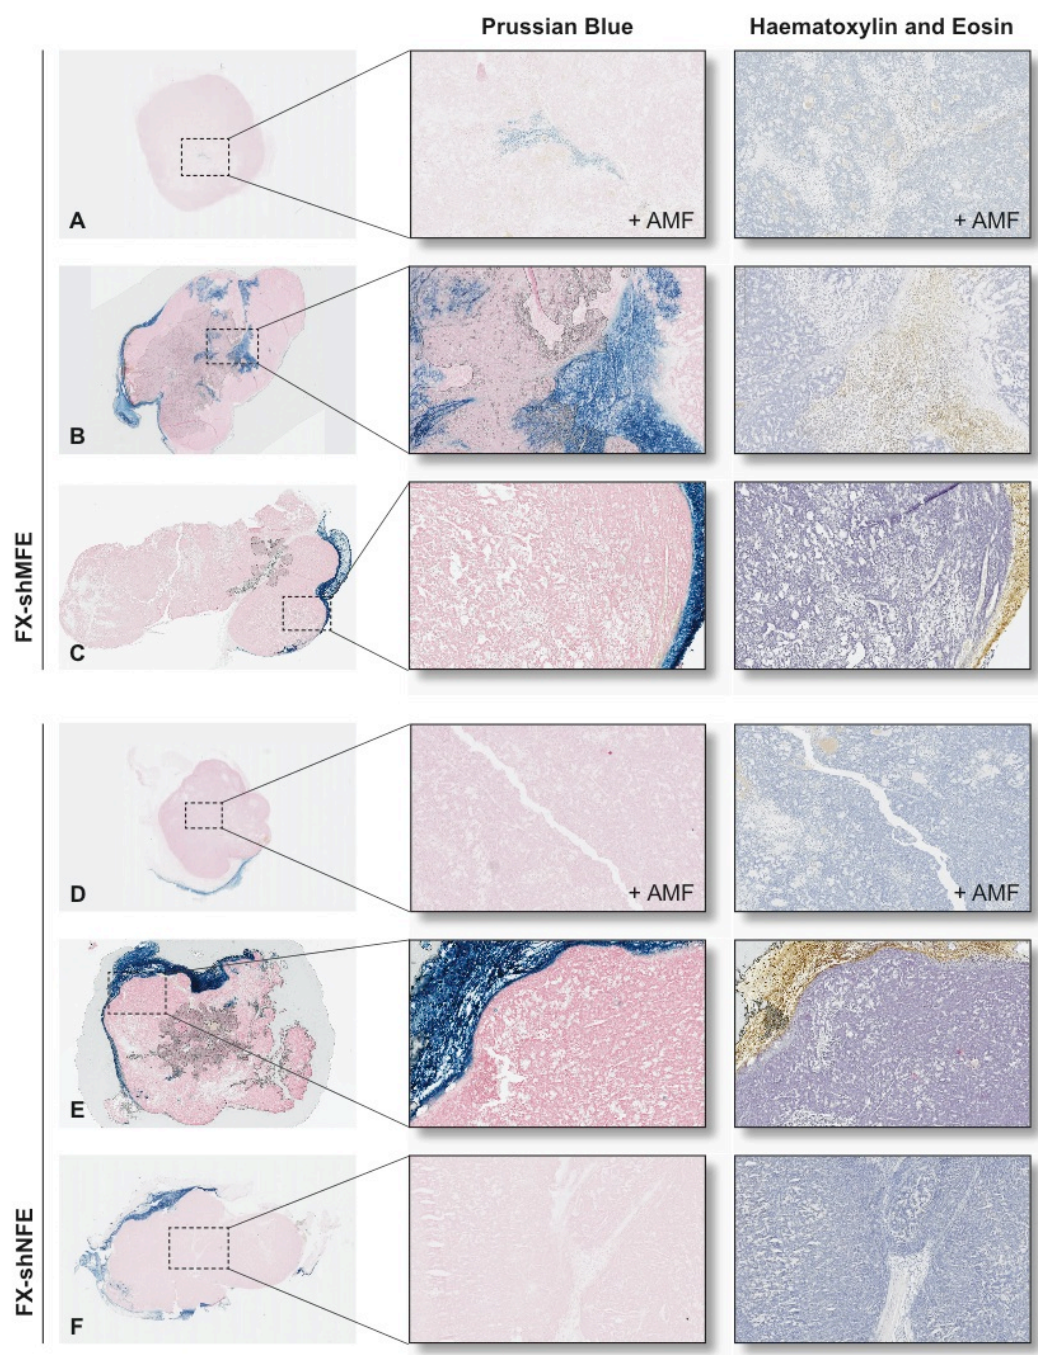 Prussian Blue
Haematoxylin and Eosin
FX-shMFE
A
+ AMF
+ AMF
B
C
FX-shNFE
D
+ AMF
+ AMF
E
F